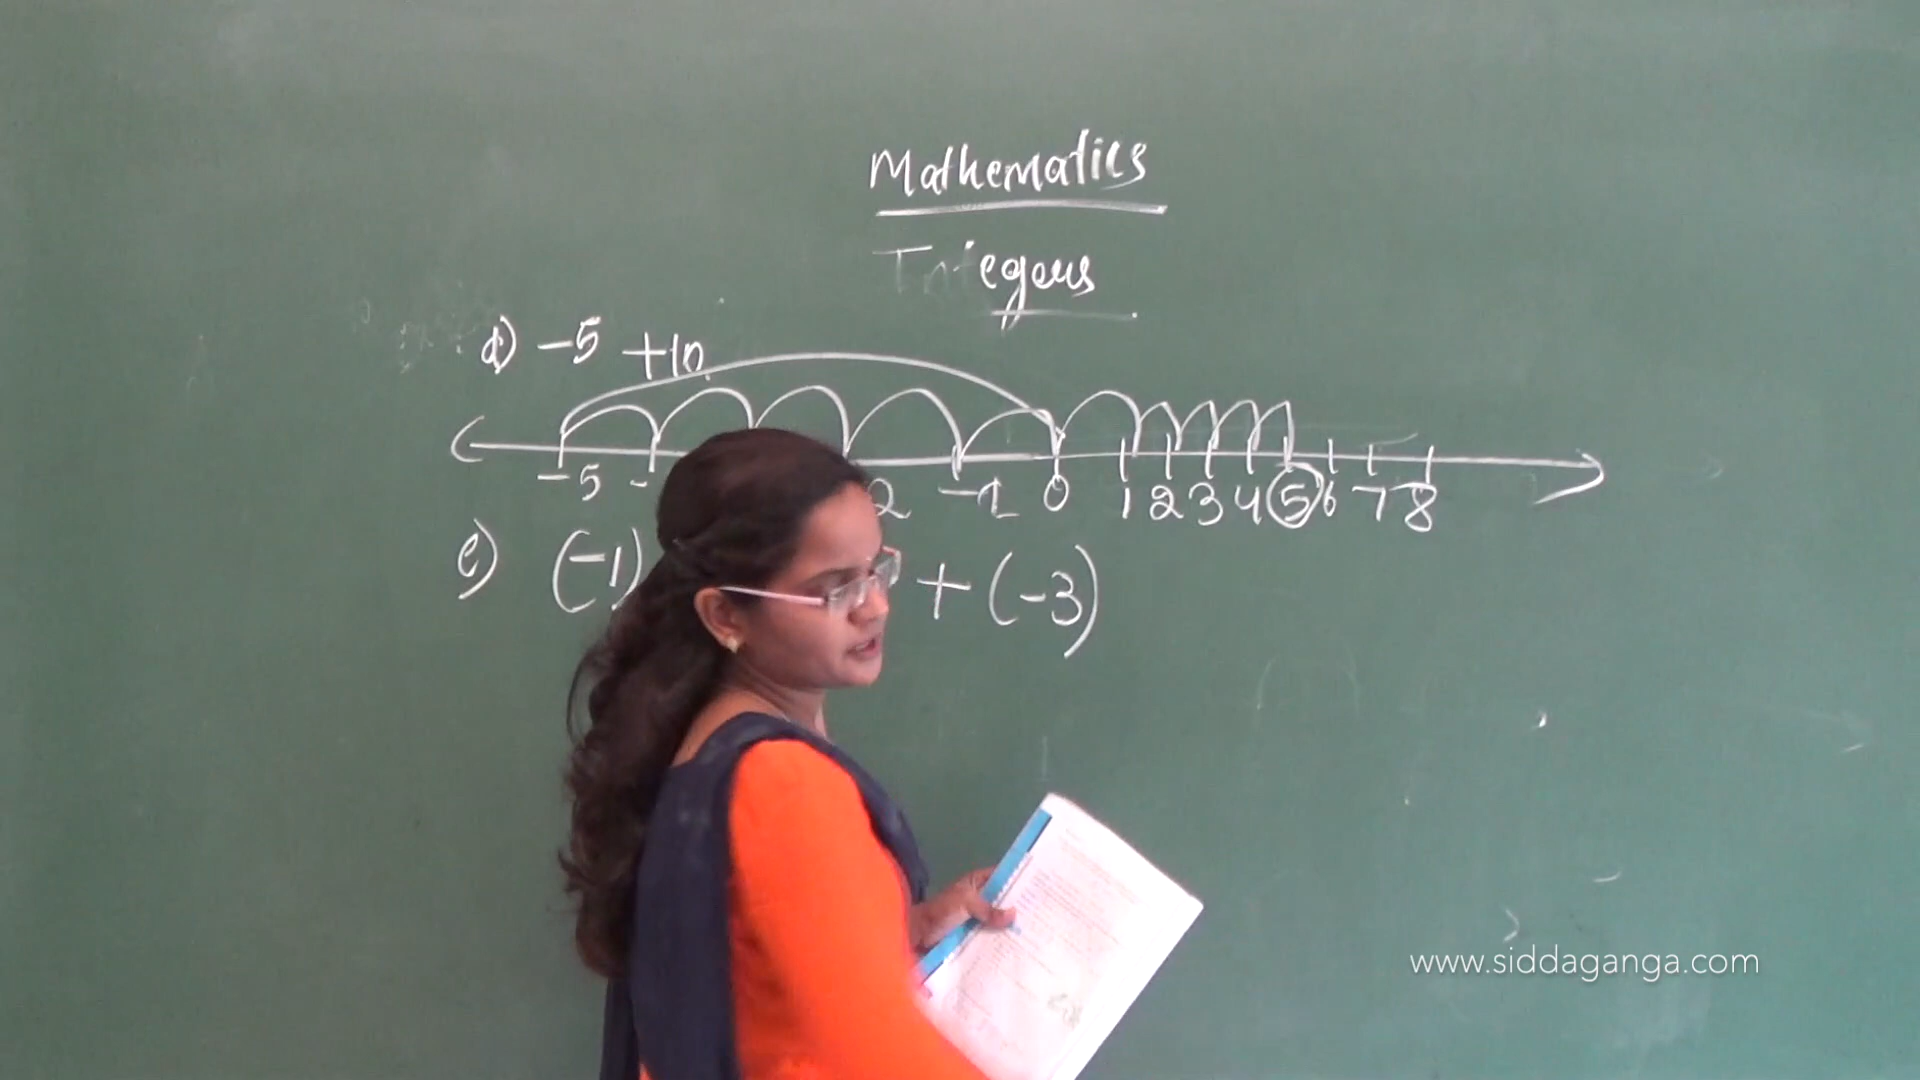 Mathematics
Integers
d) -5 +10
-5 - 2 -1 0 1 2 3 4 5 6 7 8
e) (-1) + (-3)
www.siddaganga.com